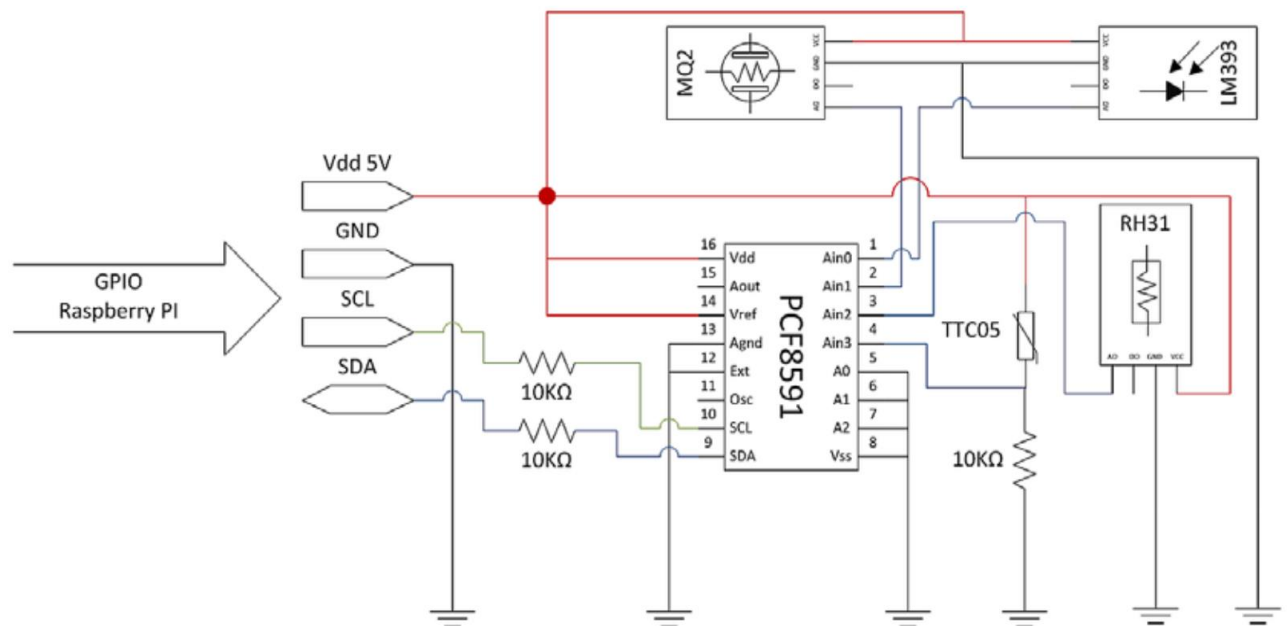 MQ2
VCC
GND
DO
AO
VCC
GND
DO
AO
LM393
Vdd 5V
GND
GPIO
Raspberry PI
SCL
SDA
10KΩ
10KΩ
16 Vdd
15 Aout
14 Vref
13 Agnd
12 Ext
11 Osc
10 SCL
9 SDA
PCF8591
Ain0 1
Ain1 2
Ain2 3
Ain3 4
A0 5
A1 6
A2 7
Vss 8
TTC05
10KΩ
RH31
AO DO GND VCC